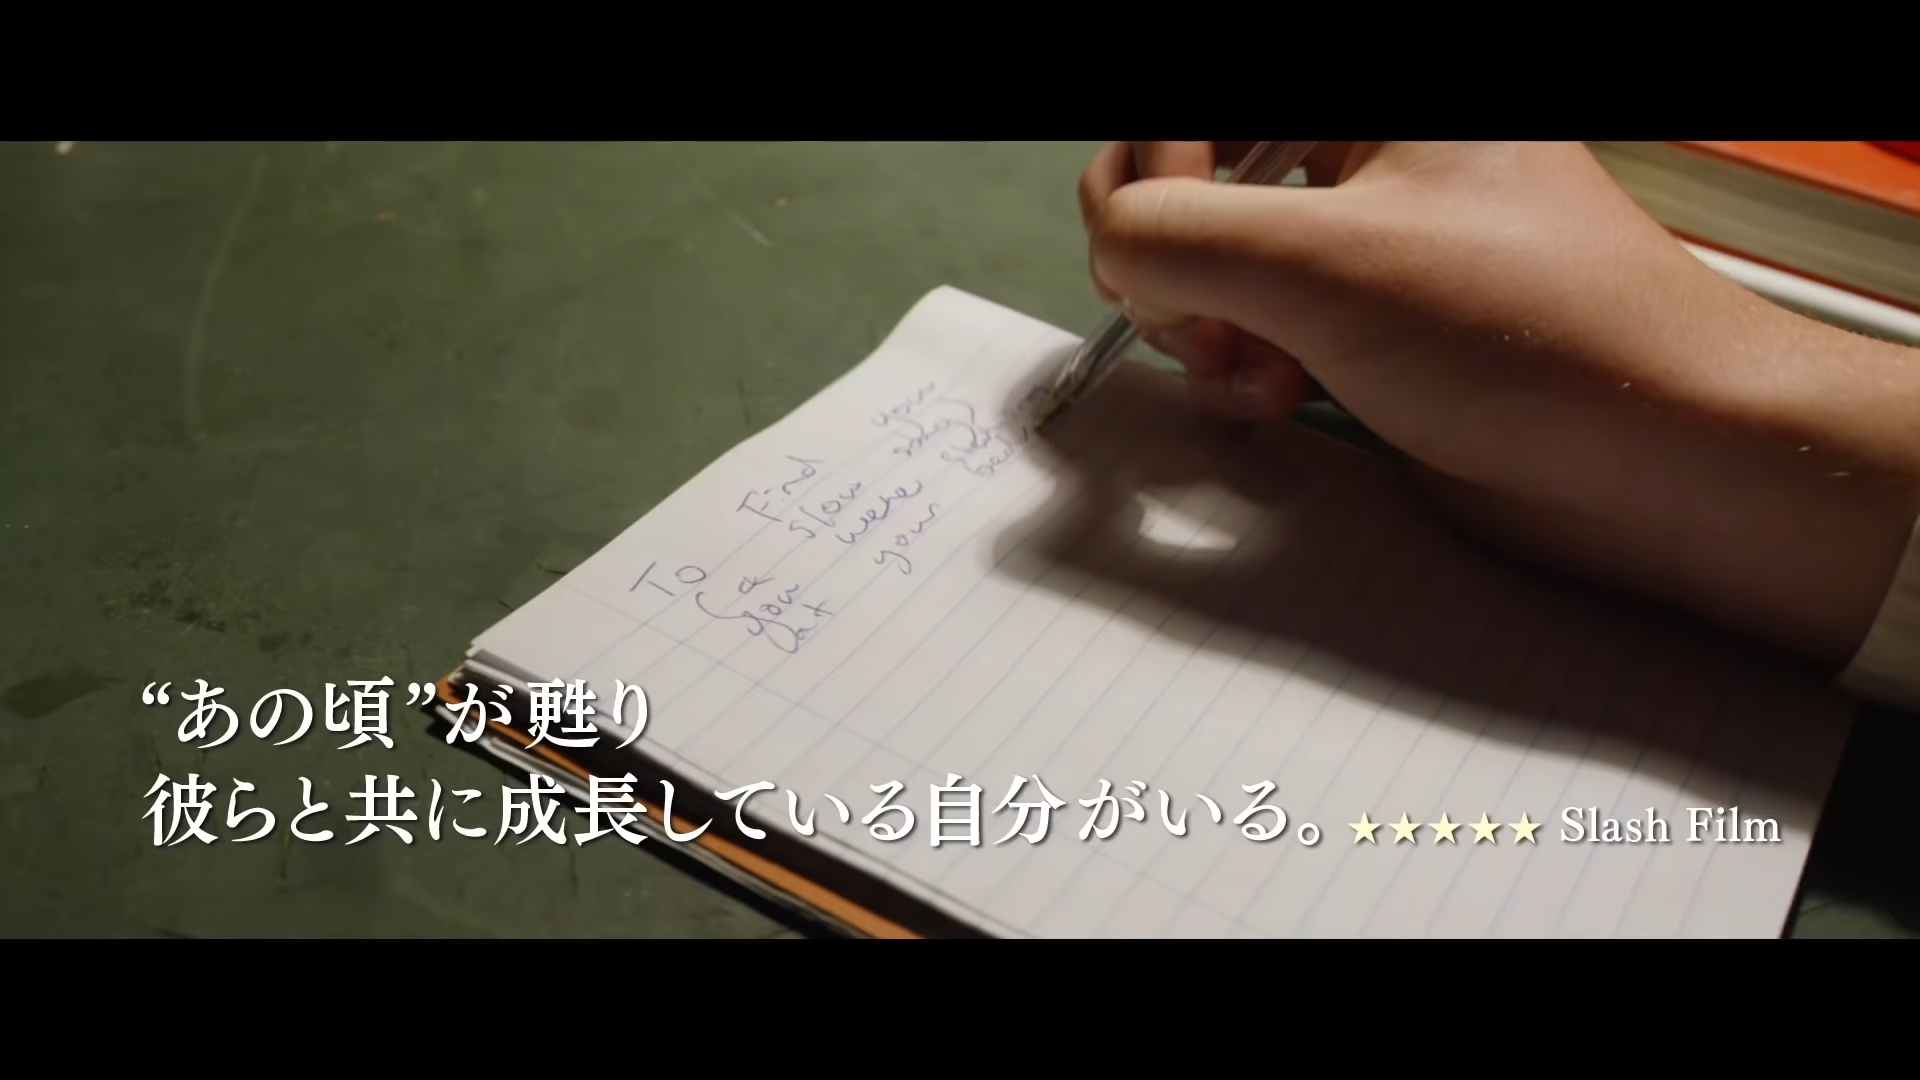 To Find you
a slow
you were
at your
“あの頃”が甦り
彼らと共に成長している自分がいる。★★★★★ Slash Film